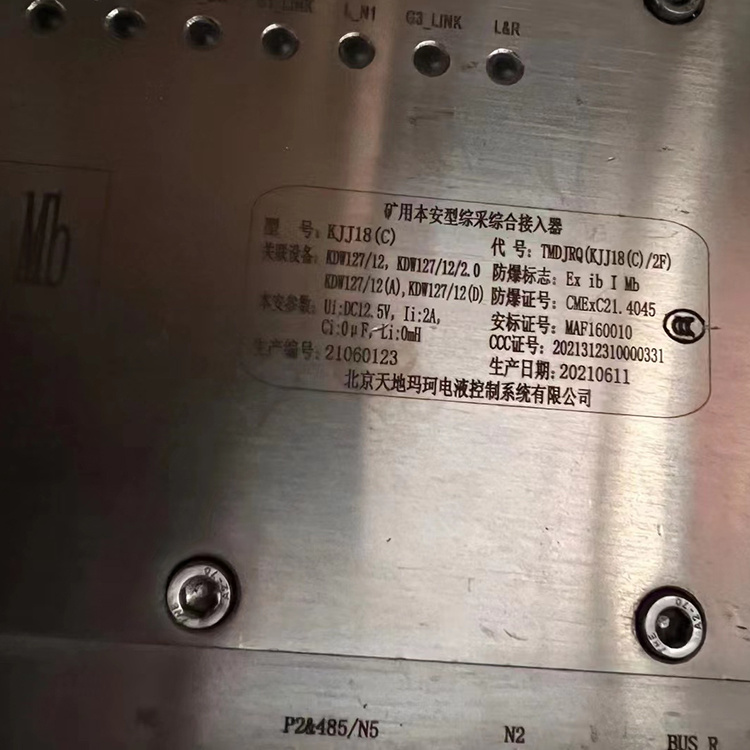 G1_LINK
L_N1
G3_LINK
L&R
Mb
矿用本安型综采综合接入器
型 号: KJJ18(C)
代 号: TMDJRQ(KJJ18(C)/2F)
关联设备: KDW127/12, KDW127/12/2.0
KDW127/12(A), KDW127/12(D)
防爆标志: Ex ib I Mb
本安参数: Ui:DC12.5V, Ii:2A,
Ci:0μF, Li:0mH
防爆证号: CMExC21.4045
安标证号: MAF160010
CCC证号: 2021312310000331
生产编号: 21060123
生产日期: 20210611
北京天地玛珂电液控制系统有限公司
A2-70
A2-70
P2&485/N5
N2
BUS_R